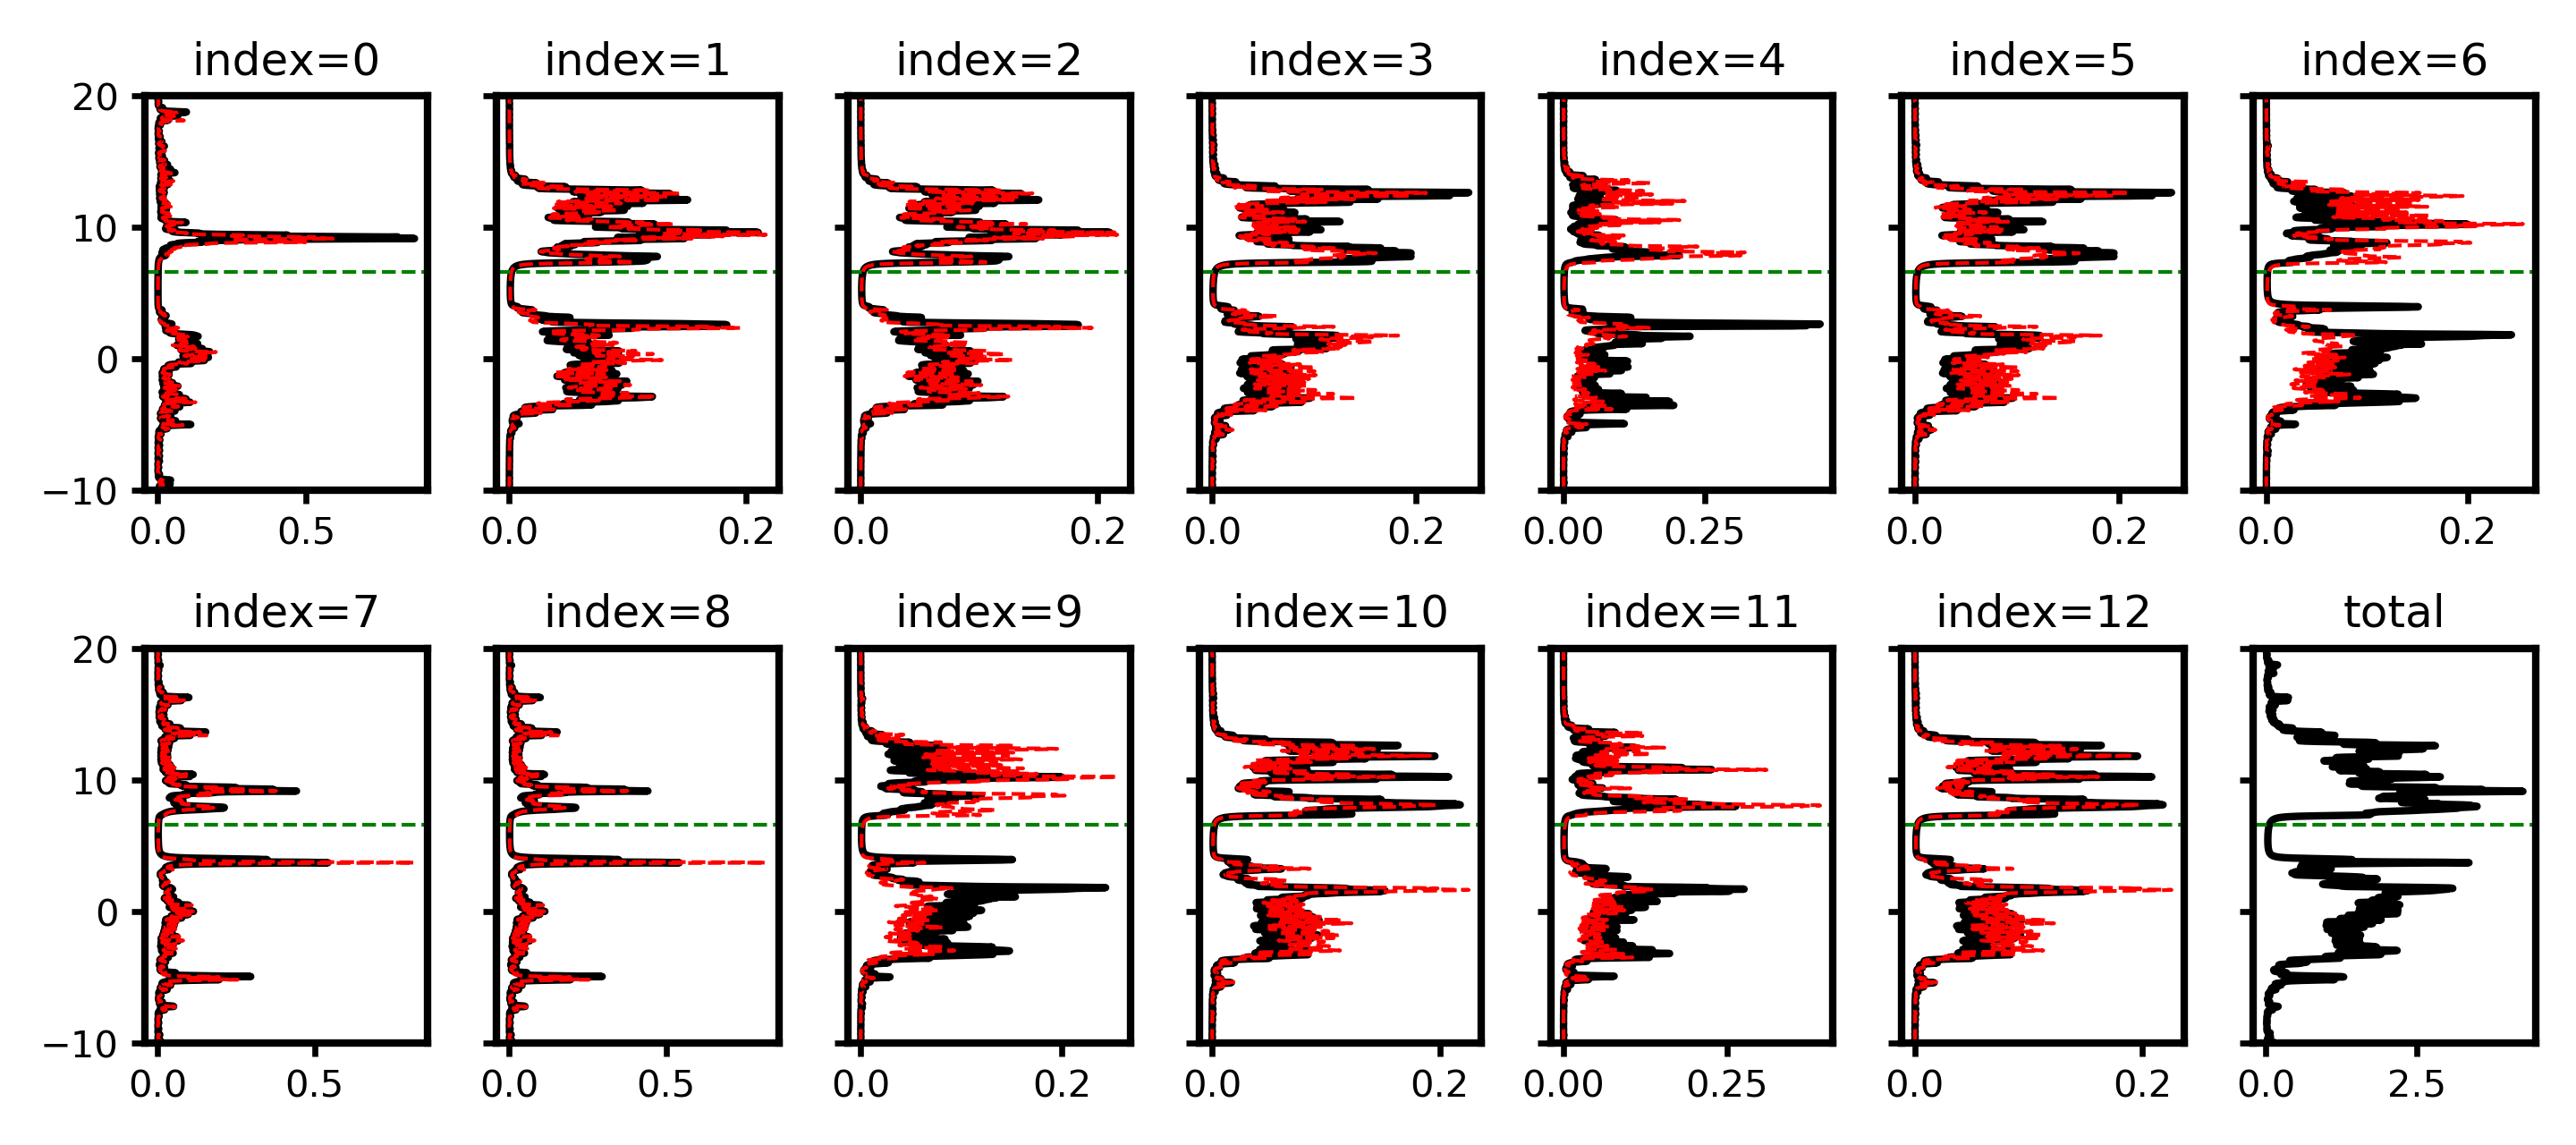 index=0 index=1 index=2 index=3 index=4 index=5 index=6
20
10
0
−10
0.0 0.5 0.0 0.2 0.0 0.2 0.0 0.2 0.00 0.25 0.0 0.2 0.0 0.2
index=7 index=8 index=9 index=10 index=11 index=12 total
20
10
0
−10
0.0 0.5 0.0 0.5 0.0 0.2 0.0 0.2 0.00 0.25 0.0 0.2 0.0 2.5